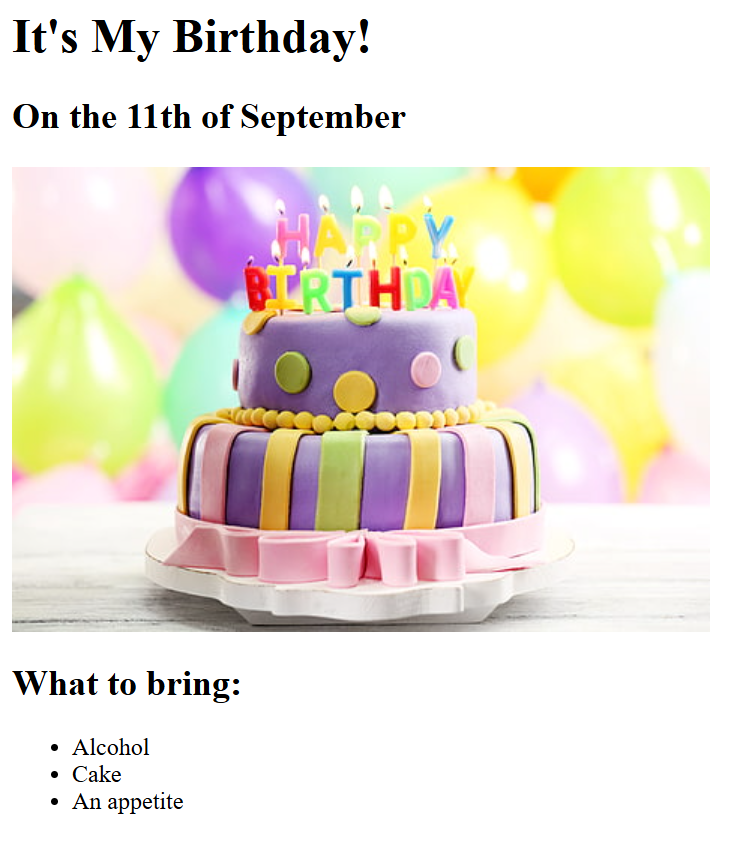 It's My Birthday!
On the 11th of September
HAPPY
BIRTHDAY
What to bring:
Alcohol
Cake
An appetite